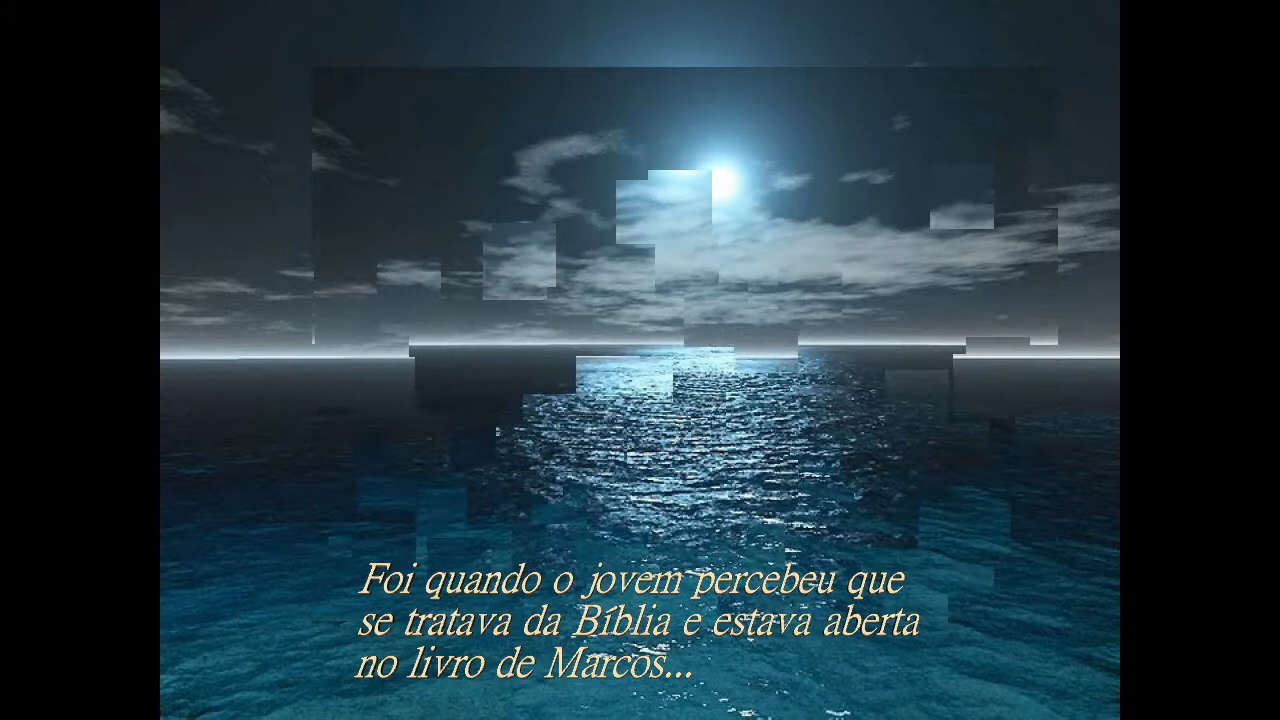 Foi quando o jovem percebeu que
se tratava da Bíblia e estava aberta
no livro de Marcos...